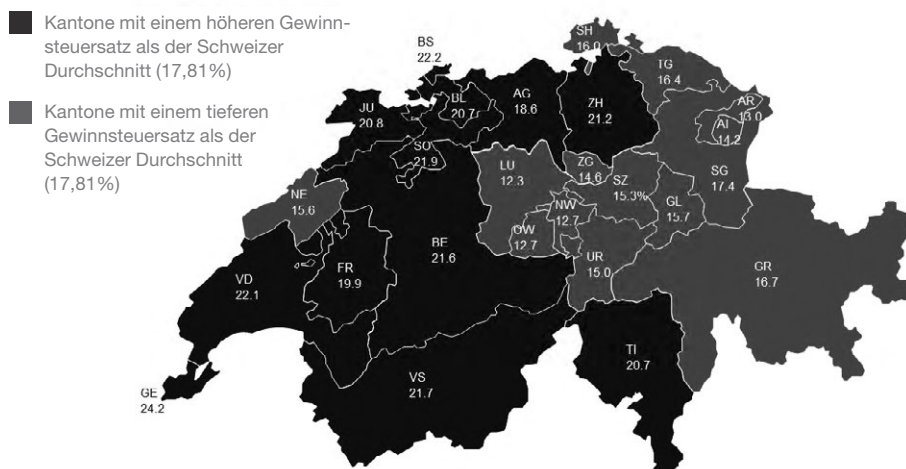 Kantone mit einem höheren Gewinn-
steuersatz als der Schweizer
Durchschnitt (17,81%)
Kantone mit einem tieferen
Gewinnsteuersatz als der
Schweizer Durchschnitt
(17,81%)
SH
16.0
BS
22.2
TG
16.4
AR
13.0
AI
14.2
JU
20.8
BL
20.7
AG
18.6
ZH
21.2
SO
21.9
LU
12.3
ZG
14.6
SZ
15.3%
SG
17.4
NE
15.6
NW
12.7
GL
15.7
OW
12.7
BE
21.6
UR
15.0
GR
16.7
VD
22.1
FR
19.9
TI
20.7
VS
21.7
GE
24.2